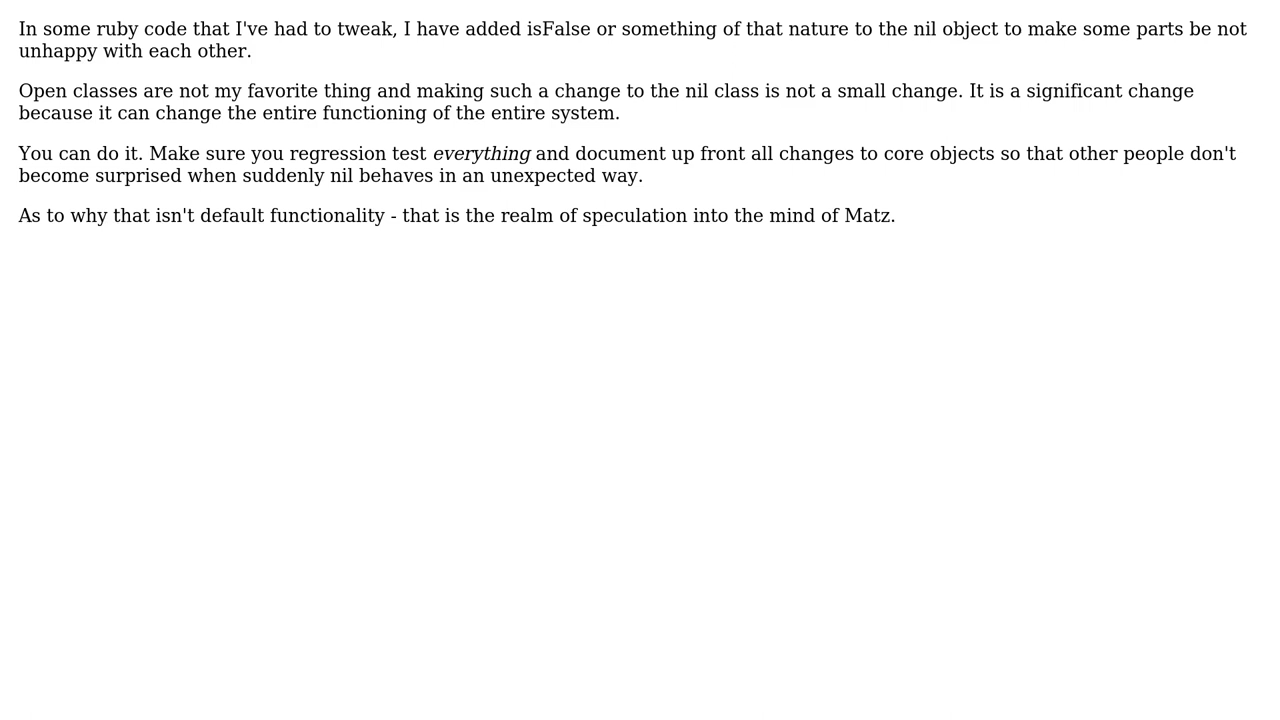 In some ruby code that I've had to tweak, I have added isFalse or something of that nature to the nil object to make some parts be not
unhappy with each other.
Open classes are not my favorite thing and making such a change to the nil class is not a small change. It is a significant change
because it can change the entire functioning of the entire system.
You can do it. Make sure you regression test everything and document up front all changes to core objects so that other people don't
become surprised when suddenly nil behaves in an unexpected way.
As to why that isn't default functionality - that is the realm of speculation into the mind of Matz.